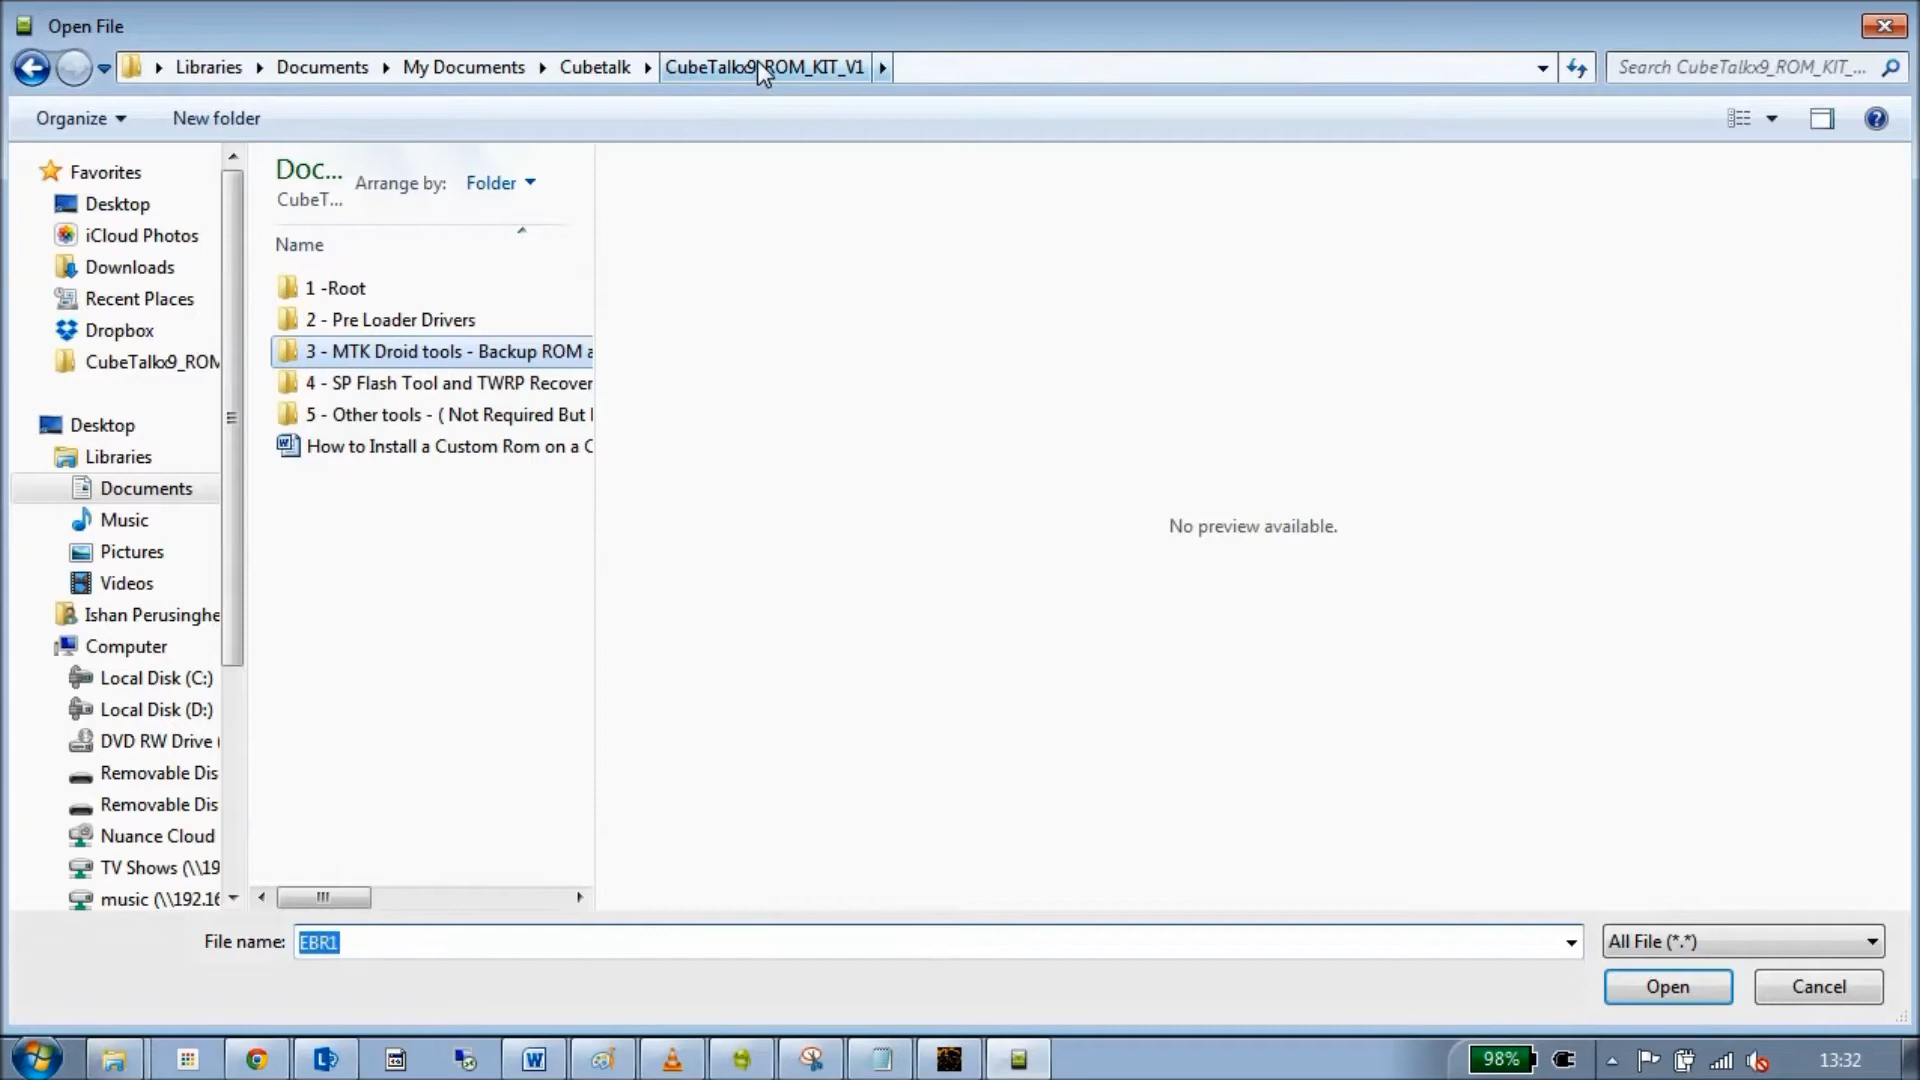 Open File
Libraries
Documents
My Documents
Cubetalk
CubeTalkx9_ROM_KIT_V1
Search CubeTalkx9_ROM_KIT_...
Organize
New folder
Favorites
Desktop
iCloud Photos
Downloads
Recent Places
Dropbox
CubeTalkx9_ROM
Desktop
Libraries
Documents
Music
Pictures
Videos
Ishan Perusinghe
Computer
Local Disk (C:)
Local Disk (D:)
DVD RW Drive (
Removable Dis
Removable Dis
Nuance Cloud
TV Shows (\\19
music (\\192.16
Doc...
CubeT...
Arrange by: Folder
Name
1 -Root
2 - Pre Loader Drivers
3 - MTK Droid tools - Backup ROM a
4 - SP Flash Tool and TWRP Recover
5 - Other tools - ( Not Required But
How to Install a Custom Rom on a C
No preview available.
File name: EBR1
All File (*.*)
Open
Cancel
98%
13:32